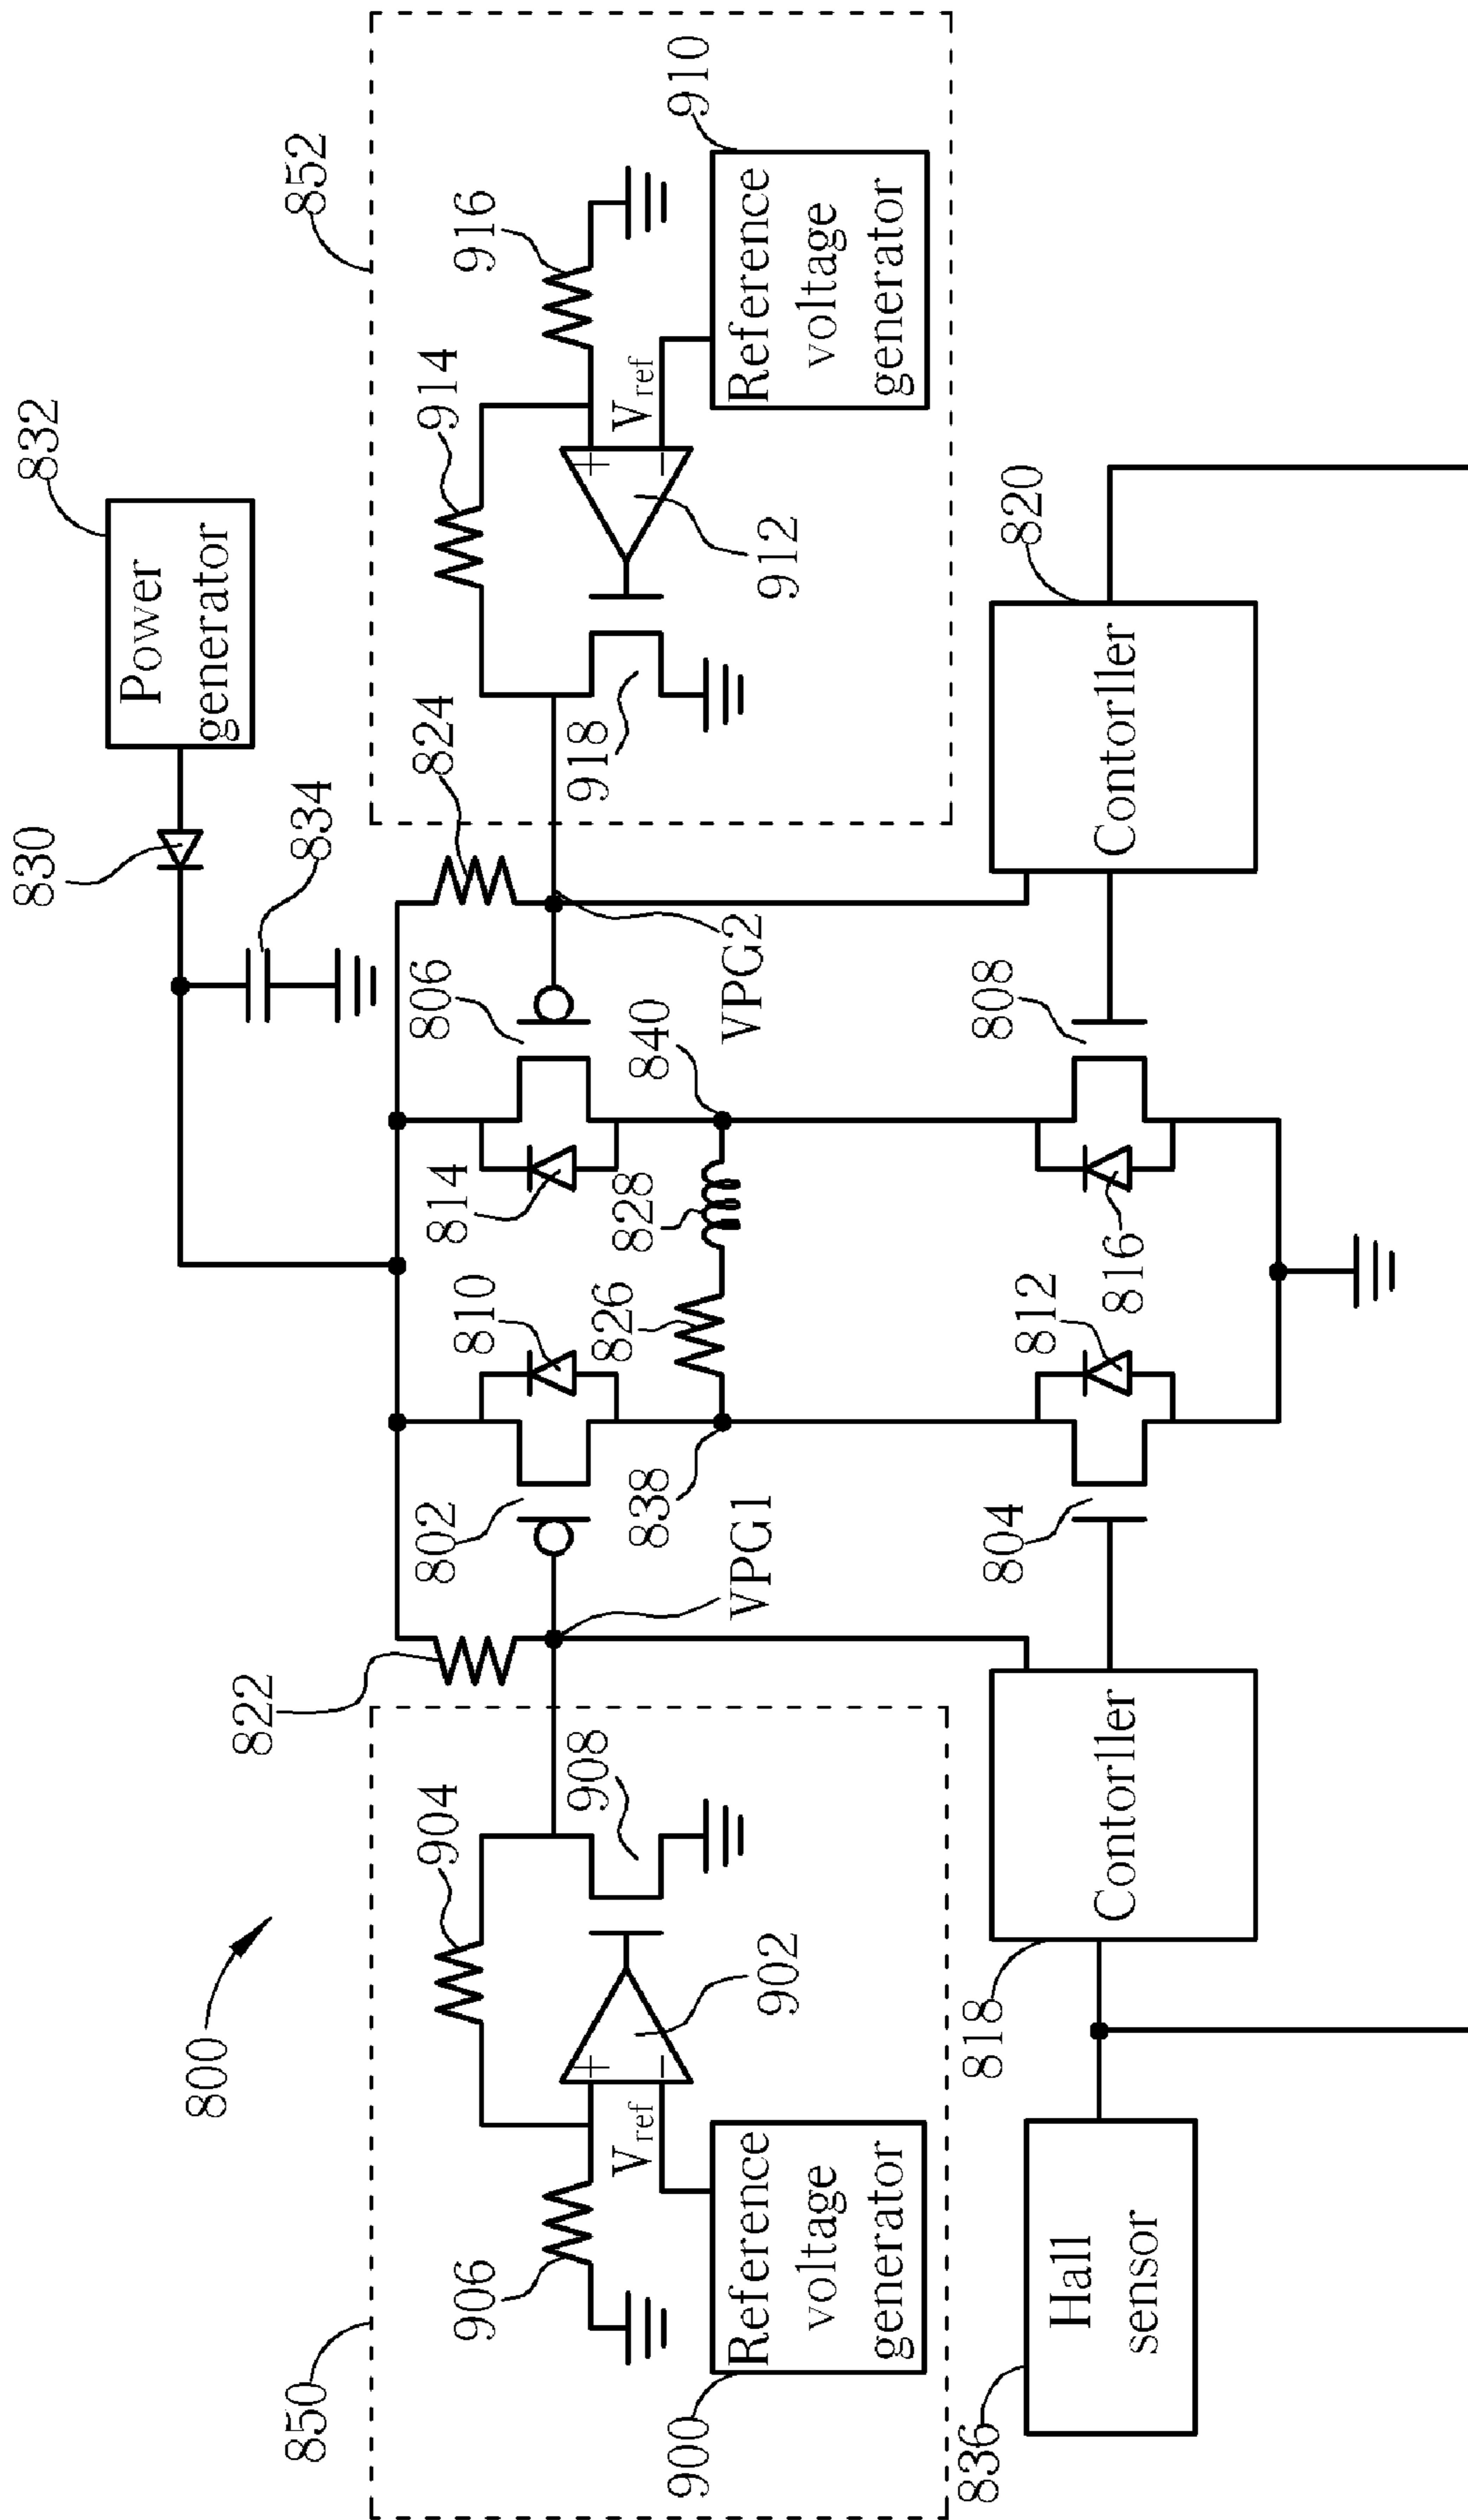 800
832
Power
generator
830
834
852
850
822
824
904
914
906
916
908
918
902
912
Vref
Vref
900
Reference
voltage
generator
910
Reference
voltage
generator
802
806
810
814
826
828
838
840
VPG1
VPG2
804
808
812
816
818
Contorller
820
Contorller
836
Hall
sensor